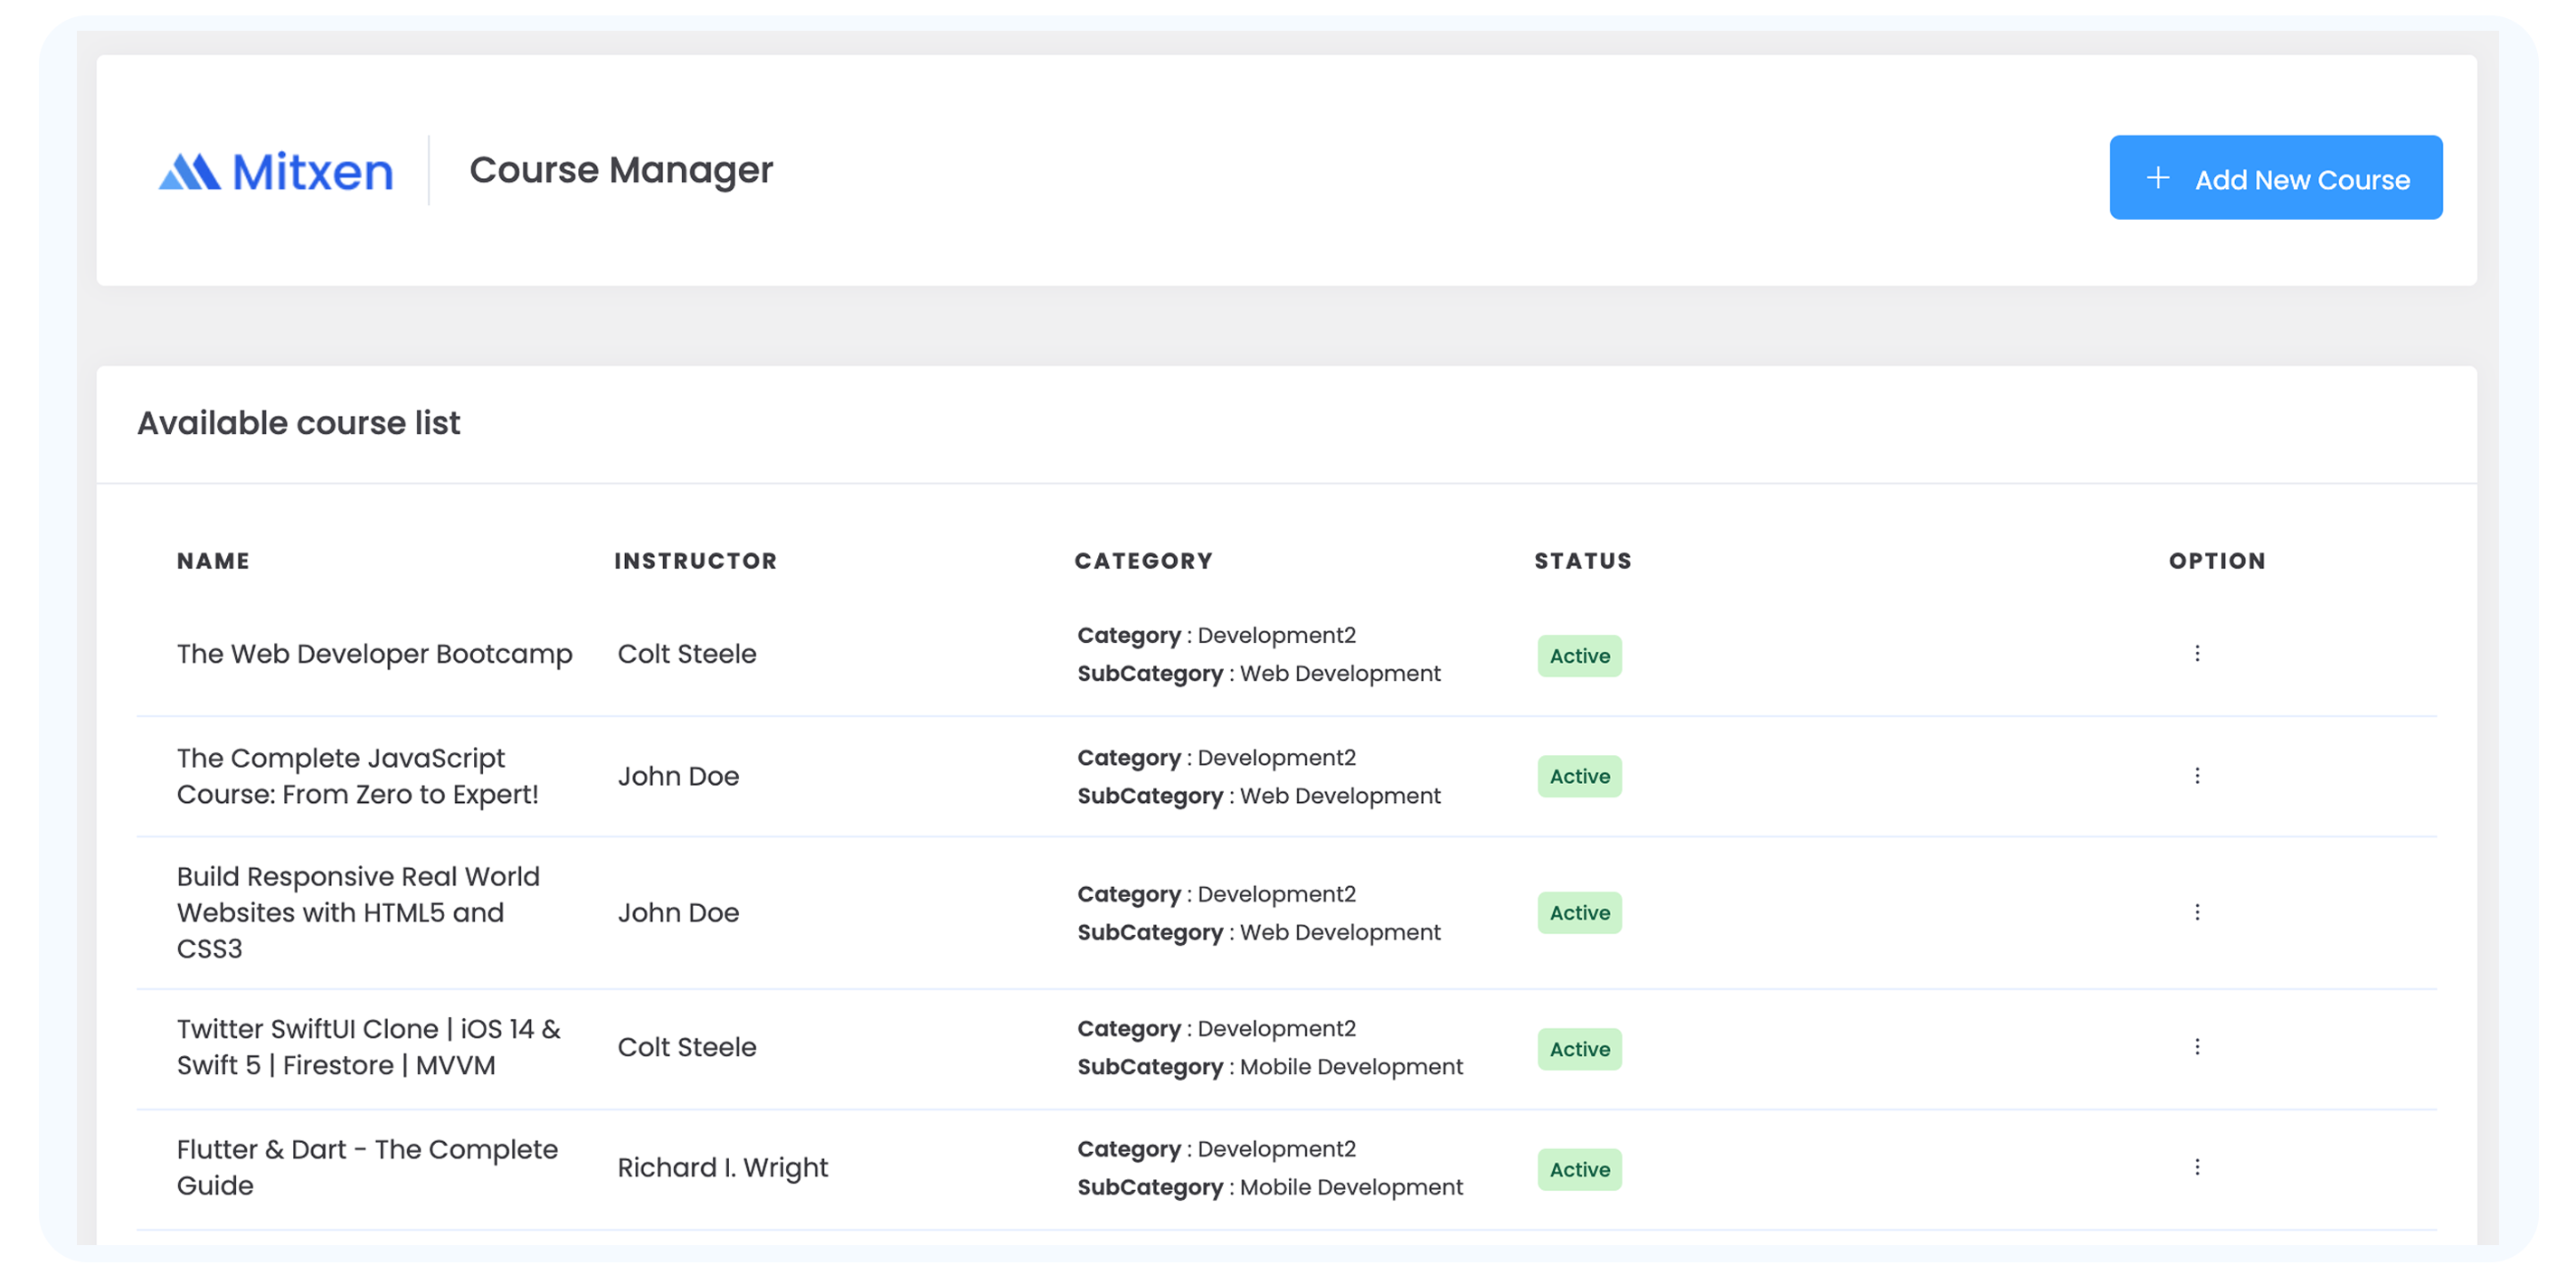 Mitxen
Course Manager
+ Add New Course
Available course list
NAME INSTRUCTOR CATEGORY STATUS OPTION
The Web Developer Bootcamp
Colt Steele
Category : Development2
SubCategory : Web Development
Active
The Complete JavaScript
Course: From Zero to Expert!
John Doe
Category : Development2
SubCategory : Web Development
Active
Build Responsive Real World
Websites with HTML5 and
CSS3
John Doe
Category : Development2
SubCategory : Web Development
Active
Twitter SwiftUI Clone | iOS 14 &
Swift 5 | Firestore | MVVM
Colt Steele
Category : Development2
SubCategory : Mobile Development
Active
Flutter & Dart - The Complete
Guide
Richard I. Wright
Category : Development2
SubCategory : Mobile Development
Active